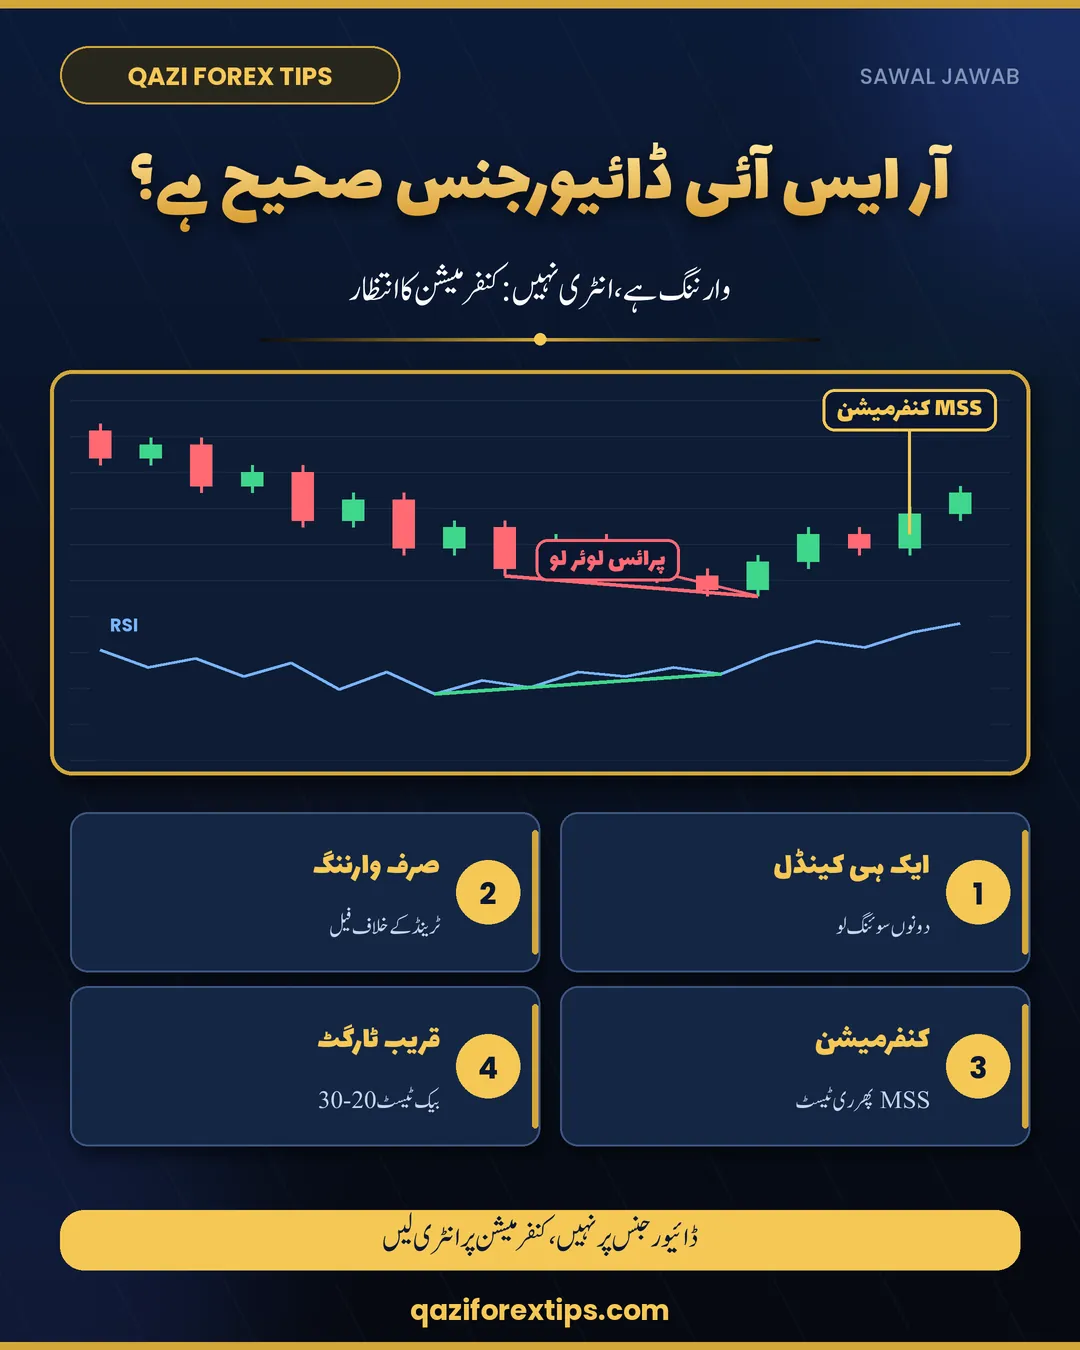 QAZI FOREX TIPS
SAWAL JAWAB
آر ایس آئی ڈائیورجنس صحیح ہے؟
وارننگ ہے، انٹری نہیں: کنفرمیشن کا انتظار
MSS کنفرمیشن
پرائس لوئر لو
RSI
1
ایک ہی کینڈل
دونوں سوئنگ لو
2
صرف وارننگ
ٹرینڈ کے خلاف فیل
3
کنفرمیشن
MSS پھر ری ٹیسٹ
4
قریب ٹارگٹ
بیک ٹیسٹ 20-30
ڈائیورجنس پر نہیں، کنفرمیشن پر انٹری لیں
qaziforextips.com